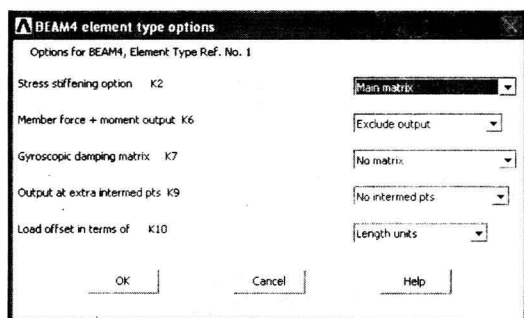 BEAM4 element type options
Options for BEAM4, Element Type Ref. No. 1
Stress stiffening option K2 Main matrix
Member force + moment output K6 Exclude output
Gyroscopic damping matrix K7 No matrix
Output at extra intermed pts K9 No intermed pts
Load offset in terms of K10 Length units
OK Cancel Help